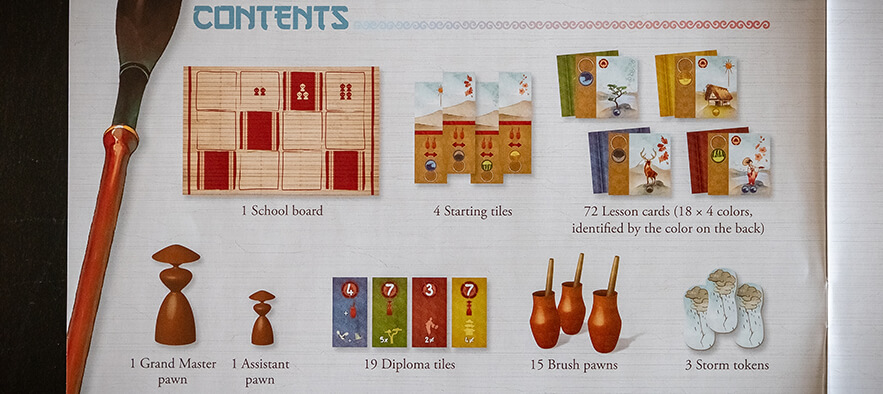 CONTENTS
1 School board
4 Starting tiles
72 Lesson cards (18 × 4 colors,
identified by the color on the back)
1 Grand Master
pawn
1 Assistant
pawn
4 7 3 7
+
5x 2x 4x
19 Diploma tiles
15 Brush pawns
3 Storm tokens